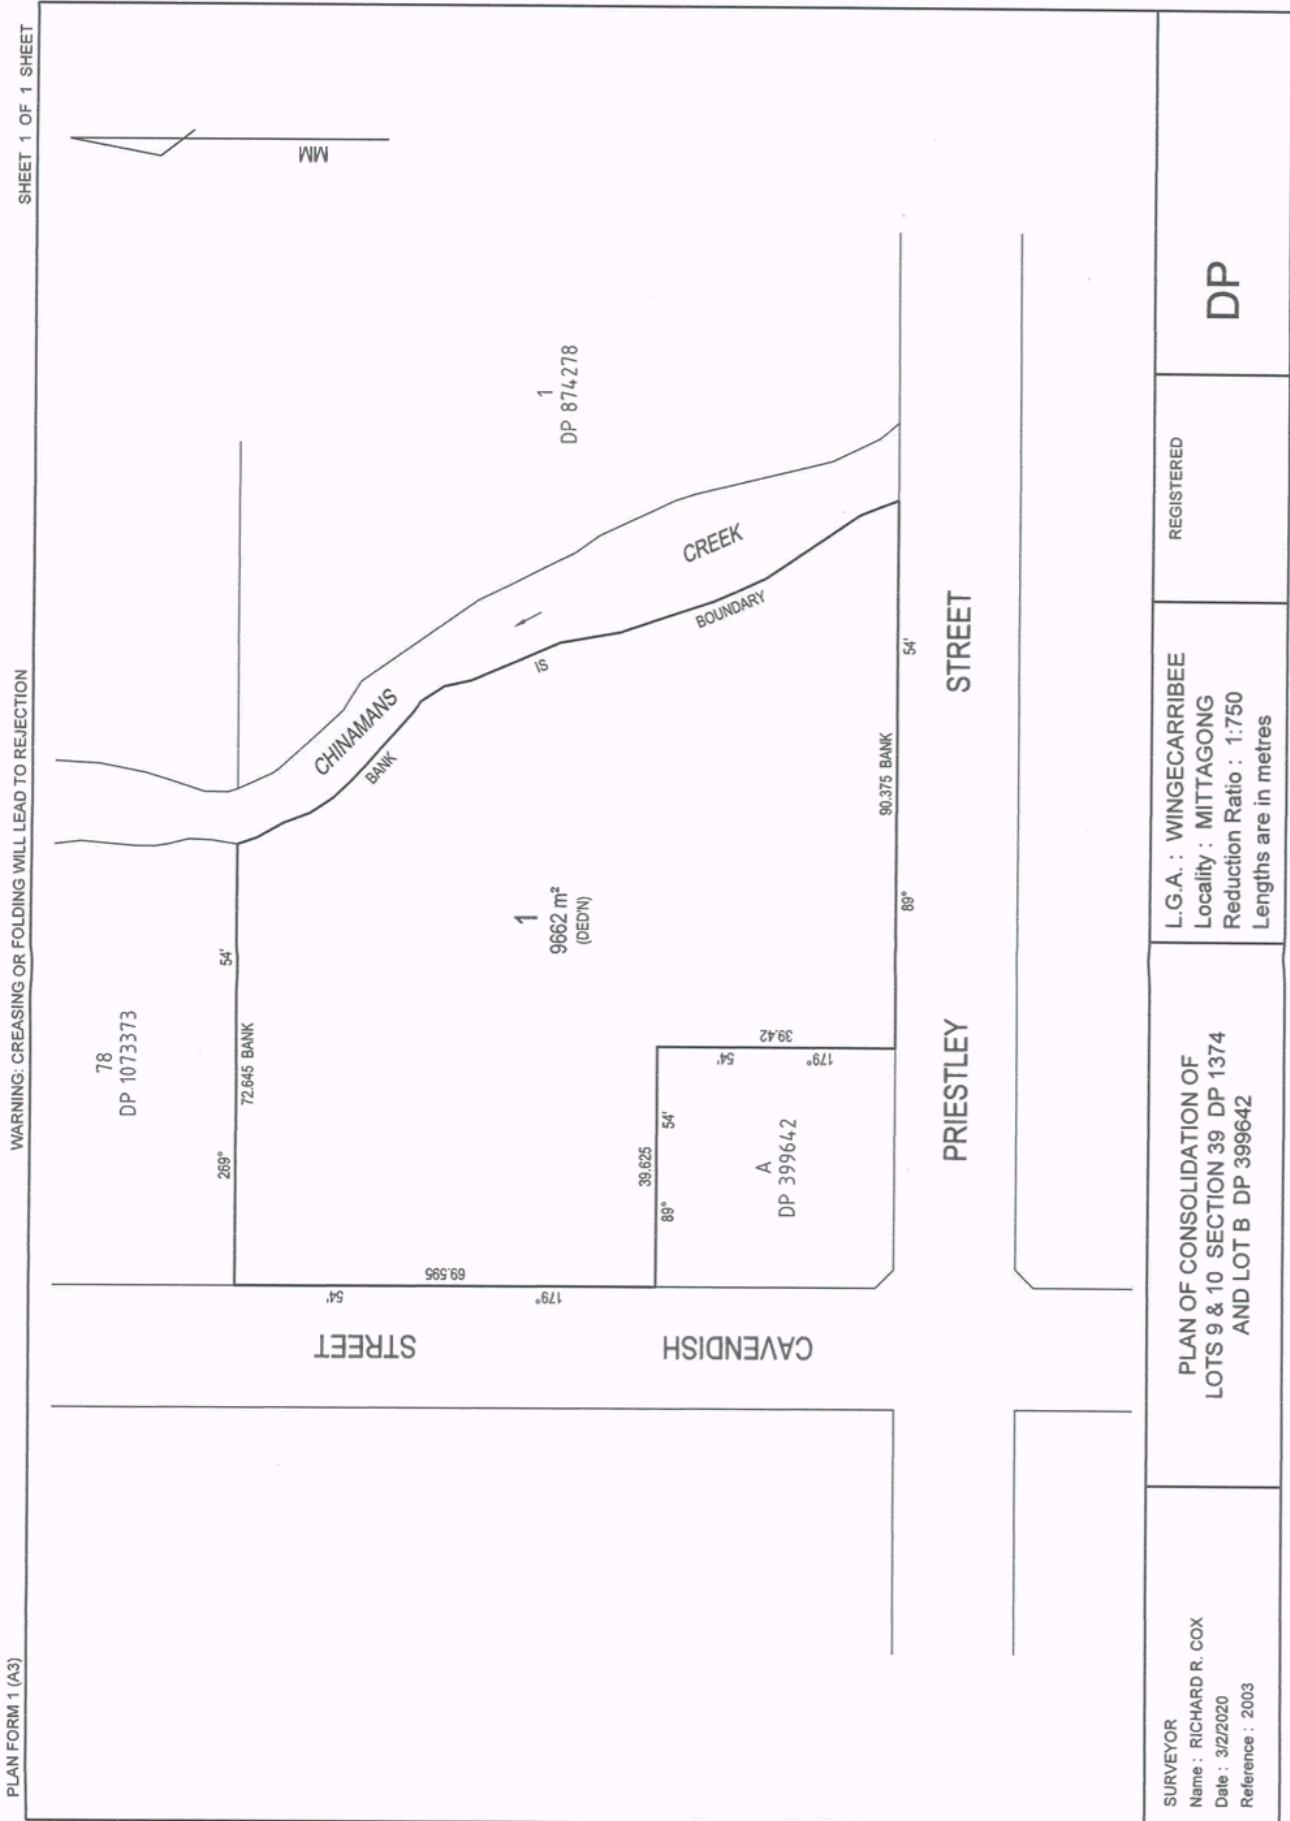 PLAN FORM 1 (A3)
WARNING: CREASING OR FOLDING WILL LEAD TO REJECTION
SHEET 1 OF 1 SHEET
MM
78
DP 1073373
269°
54'
72.645 BANK
CHINAMANS
CREEK
BANK
IS
BOUNDARY
1
DP 874278
1
9662 m²
(DED'N)
STREET
CAVENDISH
179°
54'
69.595
89°
54'
39.625
A
DP 399642
179°
54'
39.42
90.375 BANK
89°
54'
PRIESTLEY
STREET
SURVEYOR
Name : RICHARD R. COX
Date : 3/2/2020
Reference : 2003
PLAN OF CONSOLIDATION OF
LOTS 9 & 10 SECTION 39 DP 1374
AND LOT B DP 399642
L.G.A. : WINGECARRIBEE
Locality : MITTAGONG
Reduction Ratio : 1:750
Lengths are in metres
REGISTERED
DP